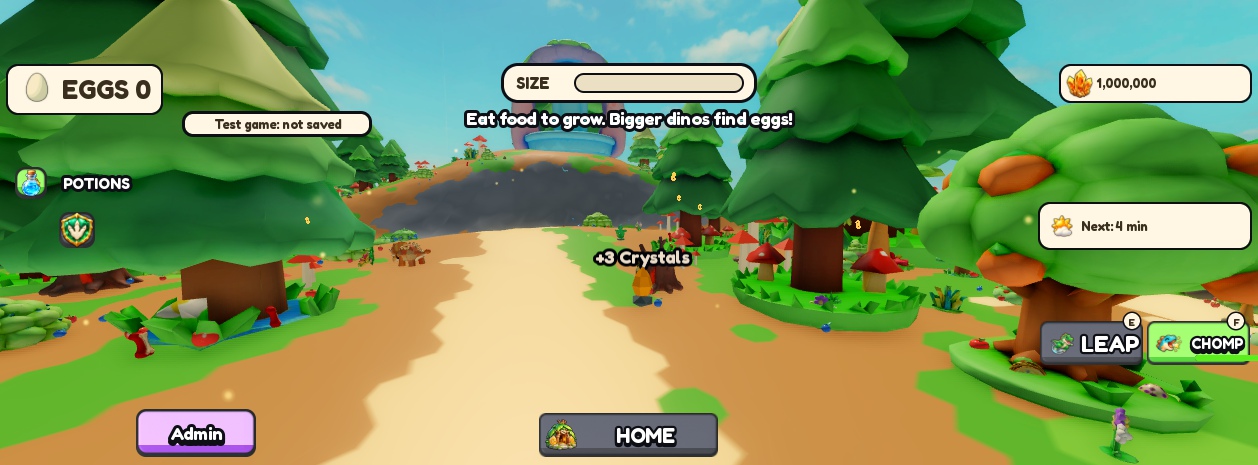 EGGS 0
SIZE
1,000,000
Test game: not saved
Eat food to grow. Bigger dinos find eggs!
POTIONS
Next: 4 min
+3 Crystals
E
F
LEAP
CHOMP
Admin
HOME